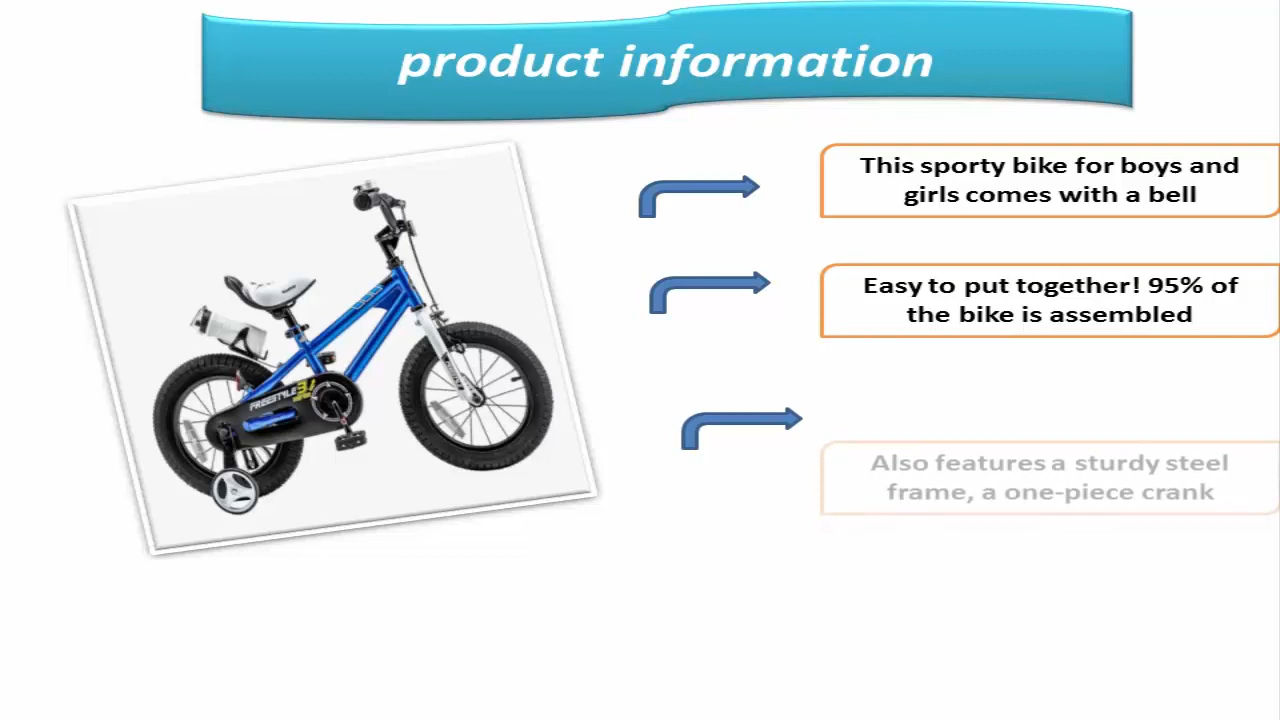 product information
This sporty bike for boys and
girls comes with a bell
Easy to put together! 95% of
the bike is assembled
Also features a sturdy steel
frame, a one-piece crank
FREESTYLE